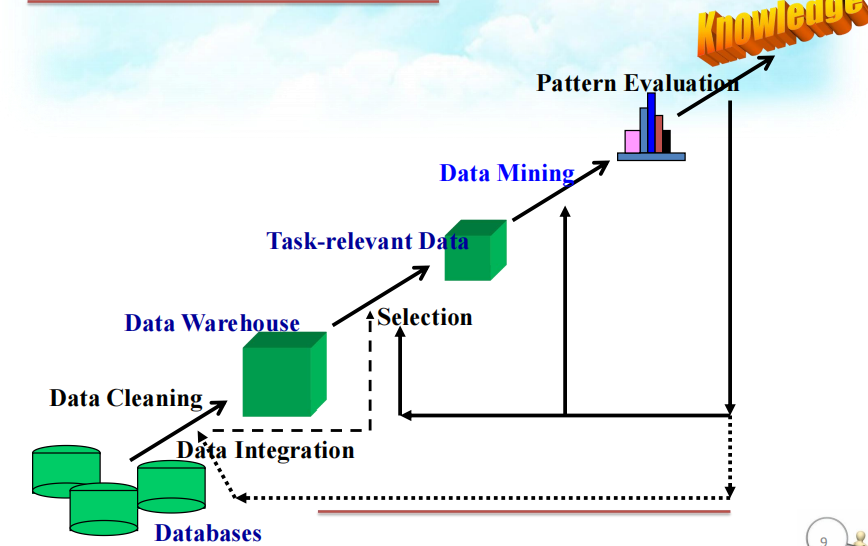 Knowledge
Pattern Evaluation
Data Mining
Task-relevant Data
Selection
Data Warehouse
Data Cleaning
Data Integration
Databases
9